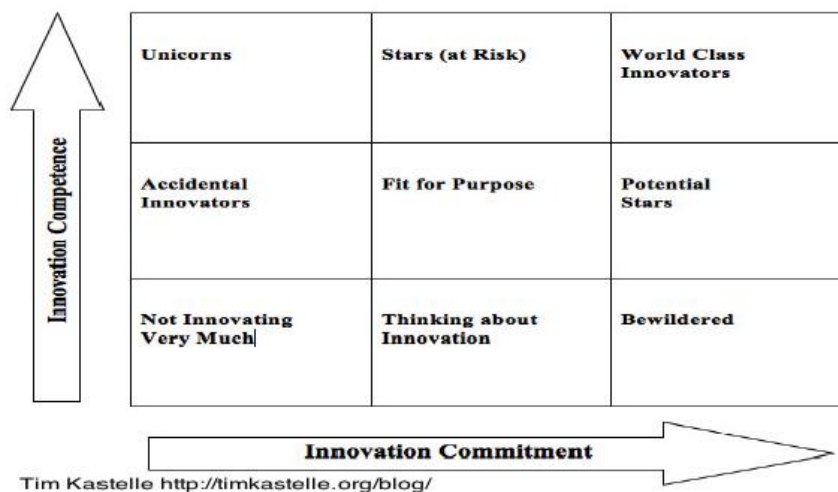 Unicorns
Stars (at Risk)
World Class
Innovators
Innovation Competence
Accidental
Innovators
Fit for Purpose
Potential
Stars
Not Innovating
Very Much
Thinking about
Innovation
Bewildered
Innovation Commitment
Tim Kastelle http://timkastelle.org/blog/